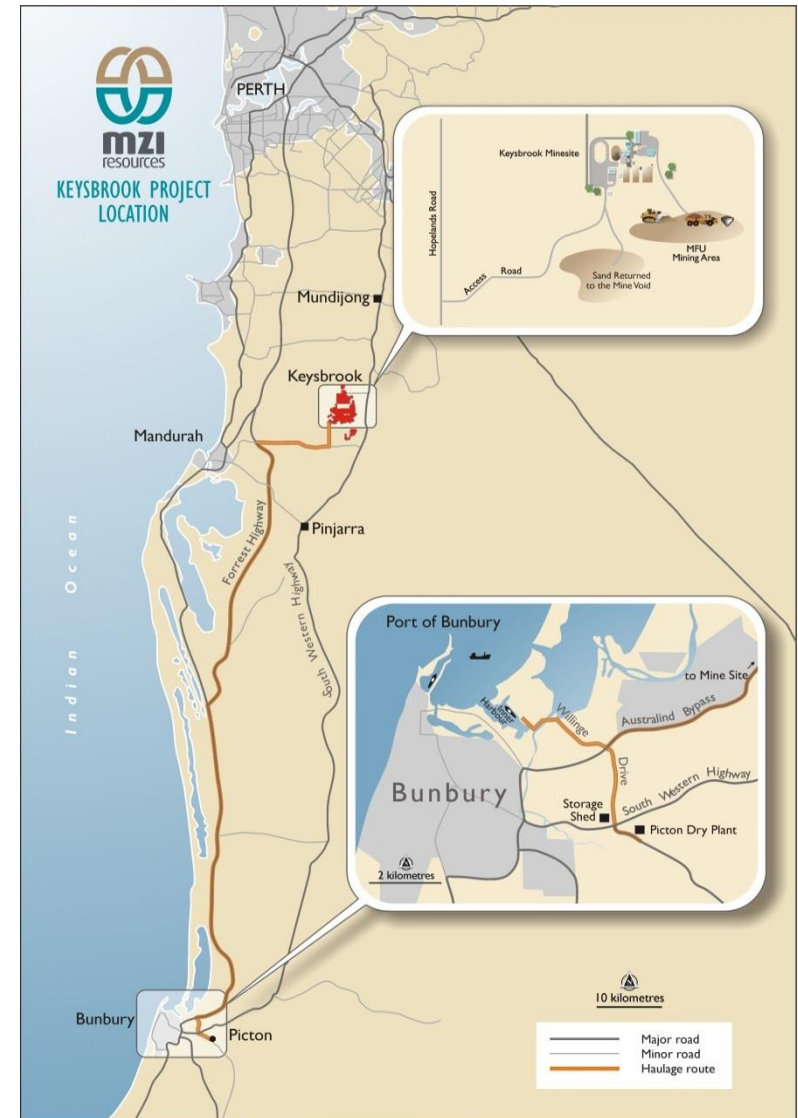 mzi
resources
KEYSBROOK PROJECT
LOCATION
PERTH
Keysbrook Minesite
Hopelands Road
Access Road
MFU
Mining Area
Sand Returned
to the Mine Void
Mundijong
Keysbrook
Mandurah
Pinjarra
Forrest Highway
South Western Highway
Indian Ocean
Port of Bunbury
to Mine Site
Inner
Harbour
Willinge Drive
Australind Bypass
Bunbury
South Western Highway
Storage
Shed
Picton Dry Plant
2 kilometres
10 kilometres
Bunbury
Picton
Major road
Minor road
Haulage route